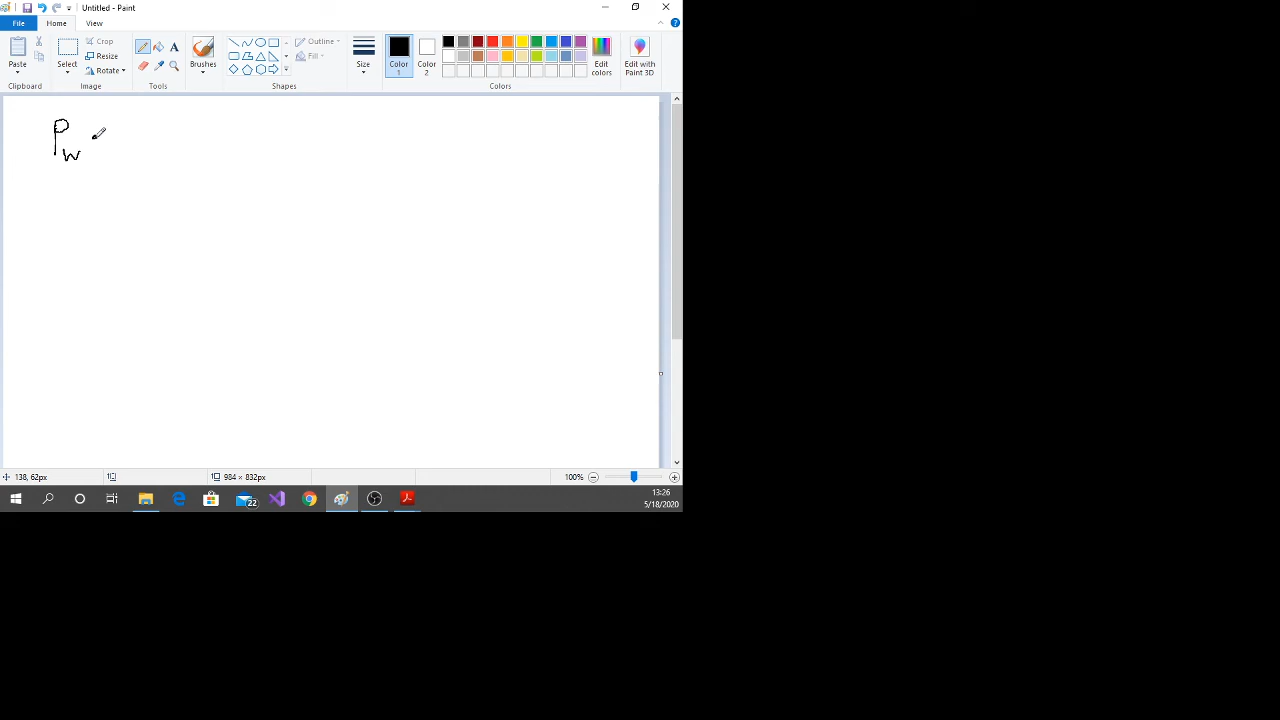 Untitled - Paint
File Home View
Paste
Clipboard
Select
Crop
Resize
Rotate
Image
A
Tools
Brushes
Outline
Fill
Shapes
Size
Color 1
Color 2
Edit colors
Colors
Edit with Paint 3D
P
w
138, 62px
984 × 832px
100%
22
13:26
5/18/2020